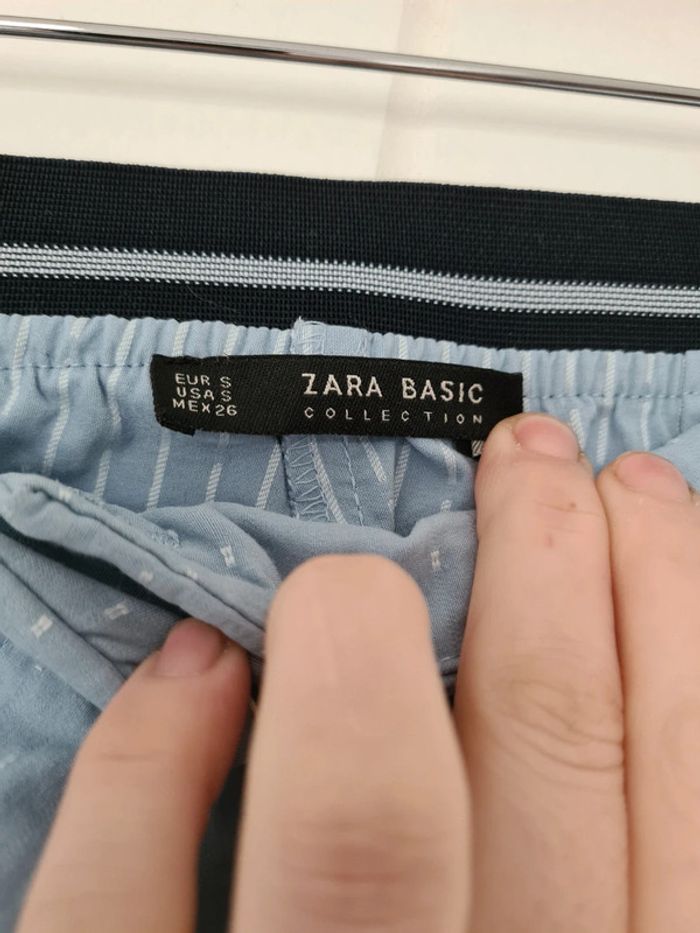 EUR S
USA S
MEX 26
ZARA BASIC
COLLECTION